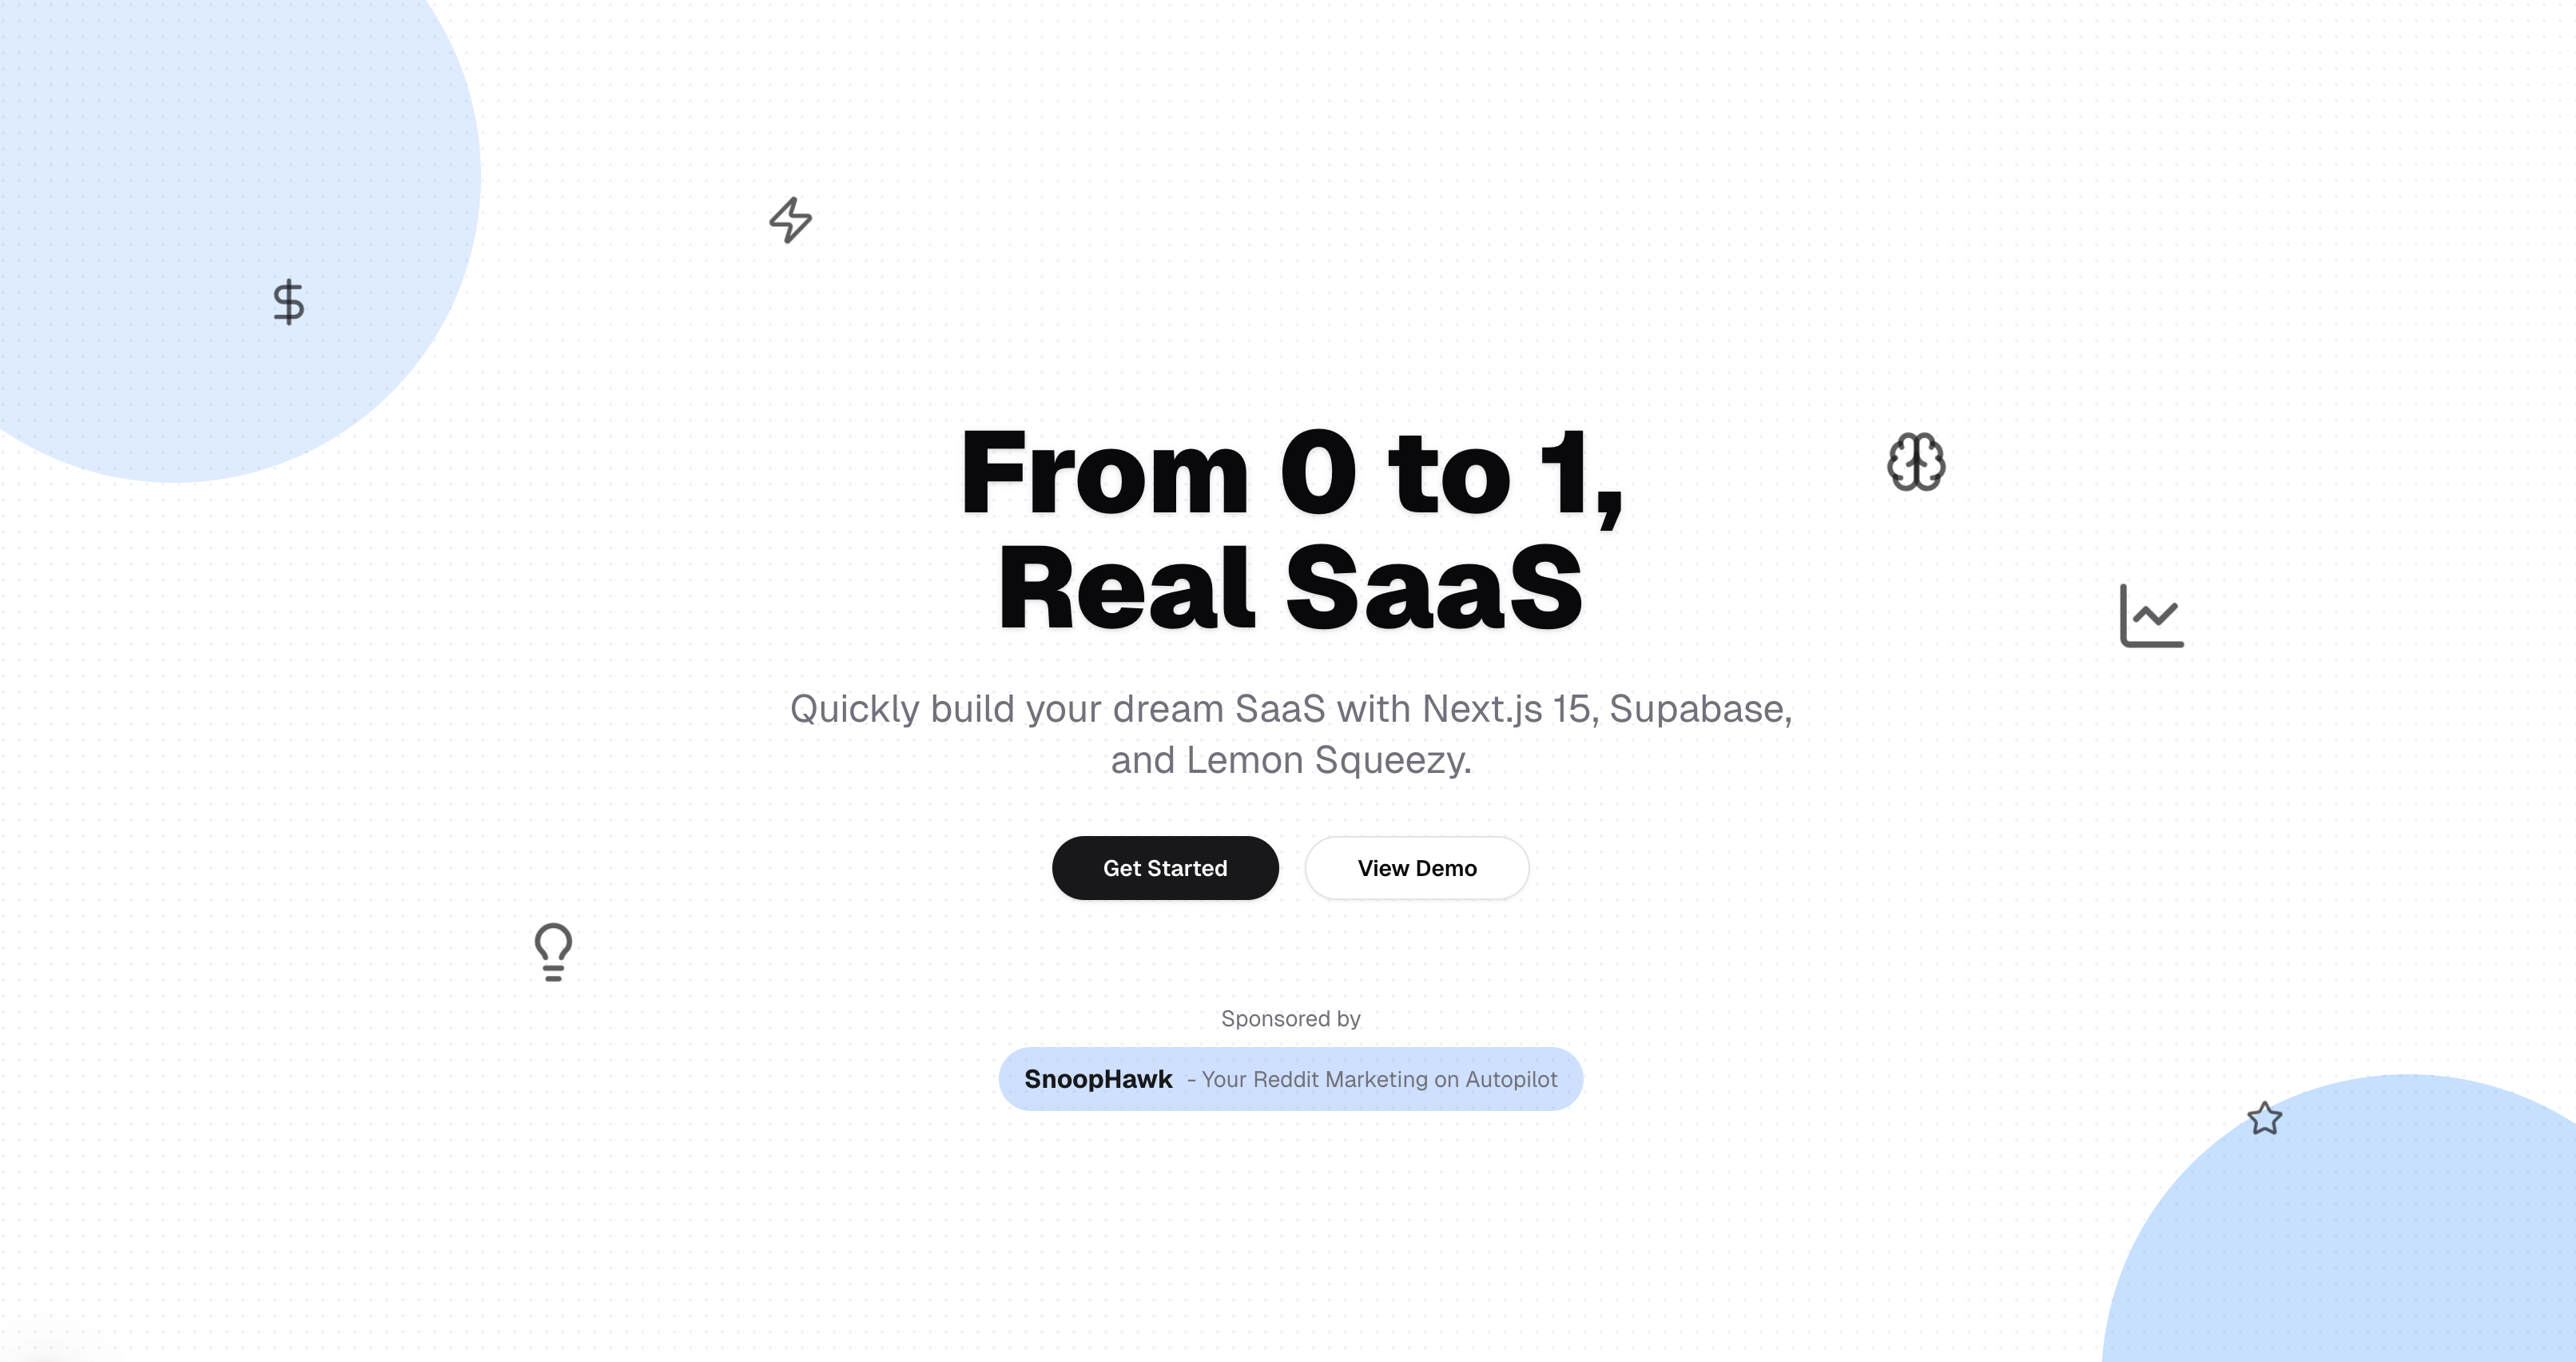 From 0 to 1,
Real SaaS
Quickly build your dream SaaS with Next.js 15, Supabase,
and Lemon Squeezy.
Get Started
View Demo
Sponsored by
SnoopHawk - Your Reddit Marketing on Autopilot